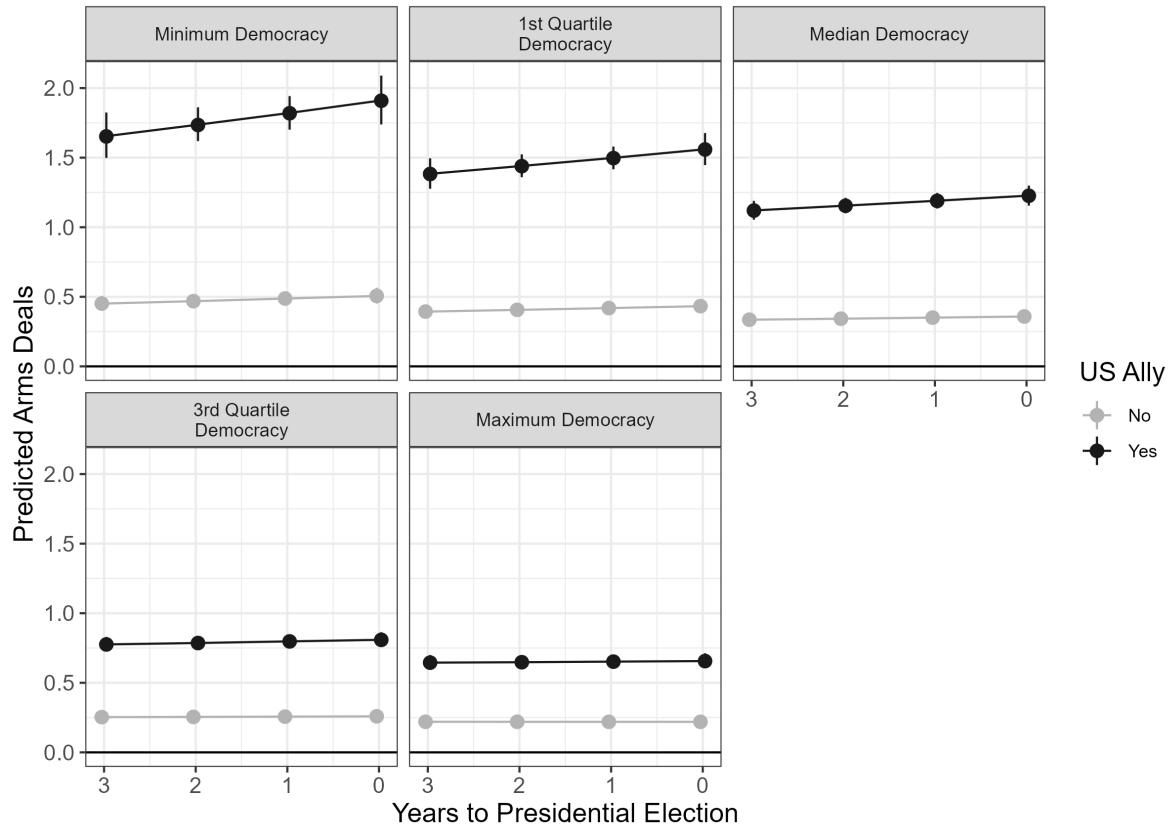 Minimum Democracy
1st Quartile
Democracy
Median Democracy
2.0
1.5
1.0
0.5
0.0
3 2 1 0
3rd Quartile
Democracy
Maximum Democracy
2.0
1.5
1.0
0.5
0.0
3 2 1 0
3 2 1 0
Predicted Arms Deals
Years to Presidential Election
US Ally
No
Yes